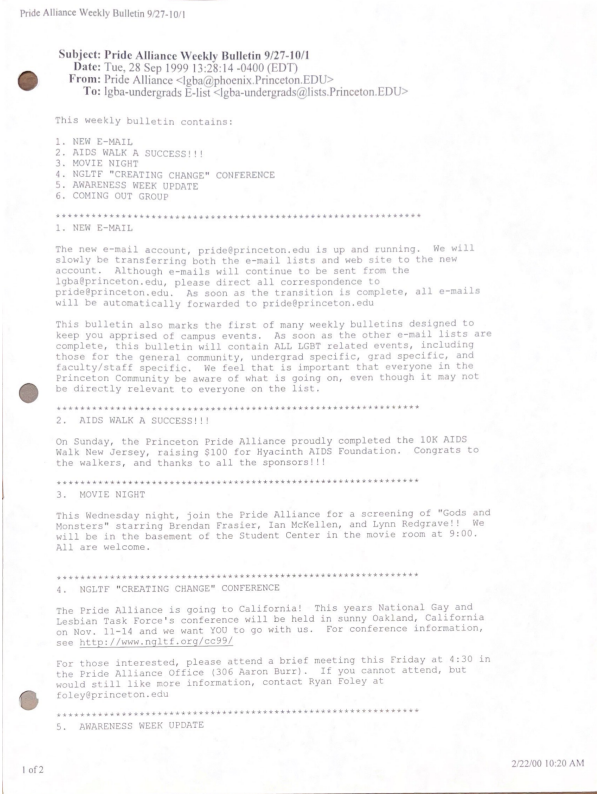 Pride Alliance Weekly Bulletin 9/27-10/1
Subject: Pride Alliance Weekly Bulletin 9/27-10/1
Date: Tue, 28 Sep 1999 13:28:14 -0400 (EDT)
From: Pride Alliance <lgba@phoenix.Princeton.EDU>
To: lgba-undergrads E-list <lgba-undergrads@lists.Princeton.EDU>
This weekly bulletin contains:
1. NEW E-MAIL
2. AIDS WALK A SUCCESS!!!
3. MOVIE NIGHT
4. NGLTF "CREATING CHANGE" CONFERENCE
5. AWARENESS WEEK UPDATE
6. COMING OUT GROUP
*************************************************************
1. NEW E-MAIL
The new e-mail account, pride@princeton.edu is up and running. We will
slowly be transferring both the e-mail lists and web site to the new
account. Although e-mails will continue to be sent from the
lgba@princeton.edu, please direct all correspondence to
pride@princeton.edu. As soon as the transition is complete, all e-mails
will be automatically forwarded to pride@princeton.edu
This bulletin also marks the first of many weekly bulletins designed to
keep you apprised of campus events. As soon as the other e-mail lists are
complete, this bulletin will contain ALL LGBT related events, including
those for the general community, undergrad specific, grad specific, and
faculty/staff specific. We feel that is important that everyone in the
Princeton Community be aware of what is going on, even though it may not
be directly relevant to everyone on the list.
*************************************************************
2. AIDS WALK A SUCCESS!!!
On Sunday, the Princeton Pride Alliance proudly completed the 10K AIDS
Walk New Jersey, raising $100 for Hyacinth AIDS Foundation. Congrats to
the walkers, and thanks to all the sponsors!!!
*************************************************************
3. MOVIE NIGHT
This Wednesday night, join the Pride Alliance for a screening of "Gods and
Monsters" starring Brendan Frasier, Ian McKellen, and Lynn Redgrave!! We
will be in the basement of the Student Center in the movie room at 9:00.
All are welcome.
*************************************************************
4. NGLTF "CREATING CHANGE" CONFERENCE
The Pride Alliance is going to California! This years National Gay and
Lesbian Task Force's conference will be held in sunny Oakland, California
on Nov. 11-14 and we want YOU to go with us. For conference information,
see http://www.ngltf.org/cc99/
For those interested, please attend a brief meeting this Friday at 4:30 in
the Pride Alliance Office (306 Aaron Burr). If you cannot attend, but
would still like more information, contact Ryan Foley at
foley@princeton.edu
*************************************************************
5. AWARENESS WEEK UPDATE
1 of 2
2/22/00 10:20 AM